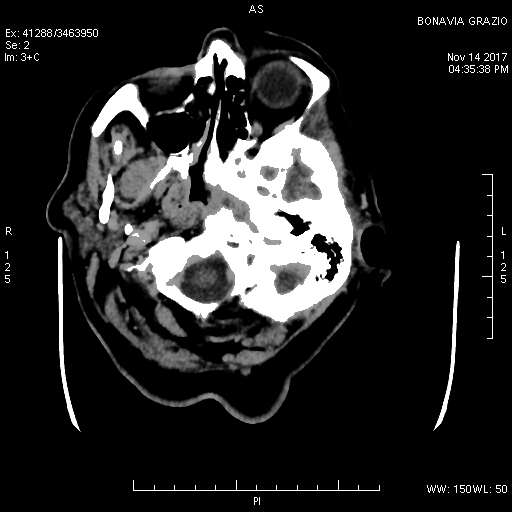 AS
Ex: 41288/3463950
Se: 2
Im: 3+C
BONAVIA GRAZIO
Nov 14 2017
04:35:38 PM
R
1
2
5
L
1
2
5
WW: 150WL: 50
PI